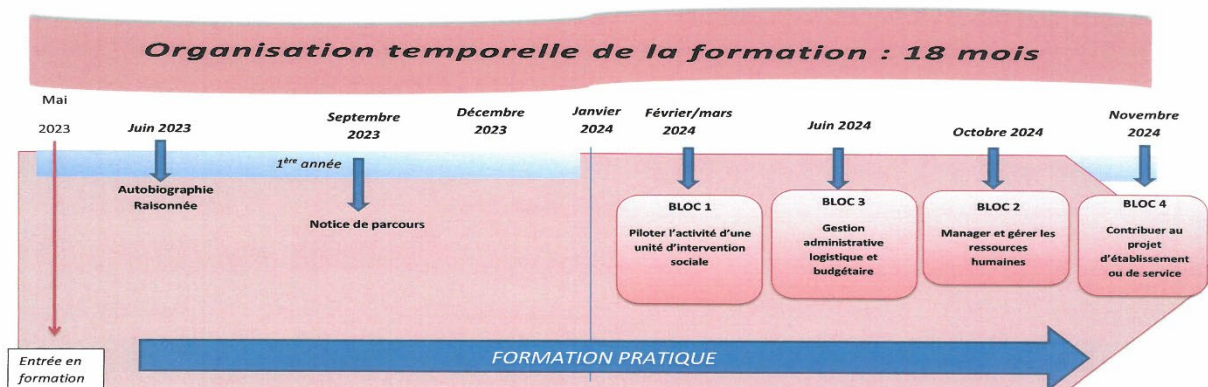 Organisation temporelle de la formation : 18 mois
Mai
2023
Juin 2023
Septembre
2023
Décembre
2023
Janvier
2024
Février/mars
2024
Juin 2024
Octobre 2024
Novembre
2024
1ère année
Autobiographie
Raisonnée
Notice de parcours
BLOC 1
Piloter l’activité d’une
unité d’intervention
sociale
BLOC 3
Gestion
administrative
logistique et
budgétaire
BLOC 2
Manager et gérer les
ressources
humaines
BLOC 4
Contribuer au
projet
d’établissement
ou de service
Entrée en
formation
FORMATION PRATIQUE